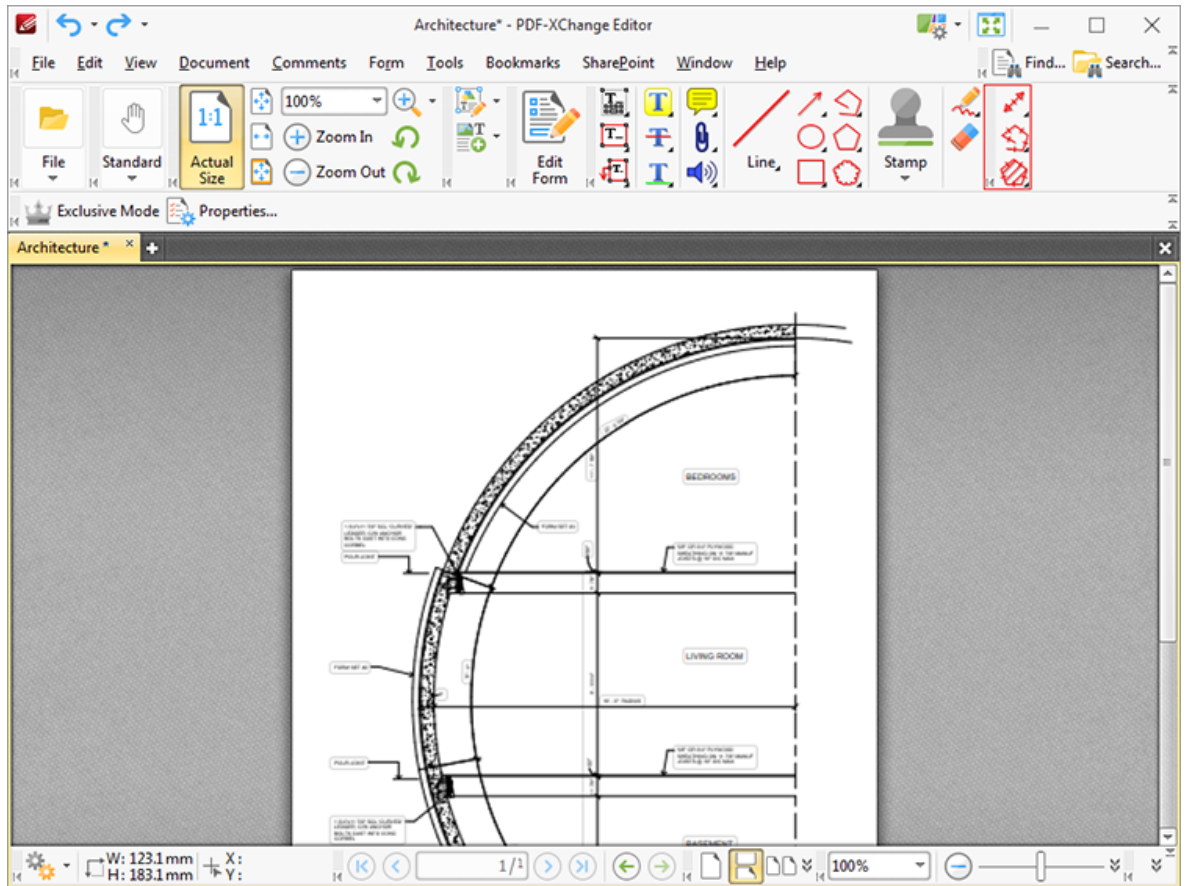 Architecture* - PDF-XChange Editor
File Edit View Document Comments Form Tools Bookmarks SharePoint Window Help
Find... Search...
100%
1:1
Zoom In
Zoom Out
File
Standard
Actual
Size
Edit
Form
Line
Stamp
Exclusive Mode Properties...
Architecture *
BEDROOMS
LIVING ROOM
BASEMENT
W: 123.1 mm
H: 183.1 mm
X:
Y:
1/1
100%